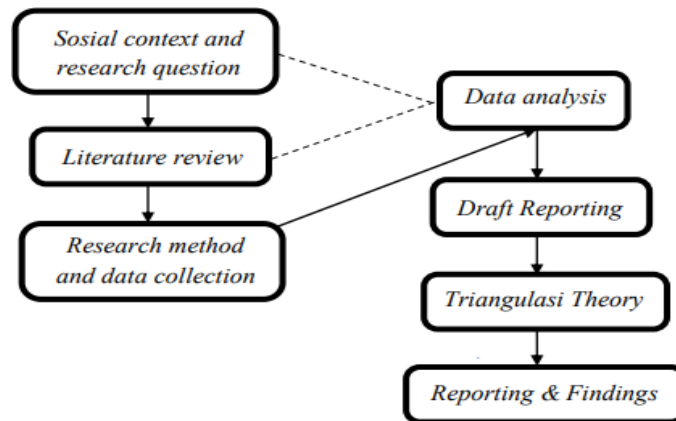 Sosial context and
research question
Literature review
Research method
and data collection
Data analysis
Draft Reporting
Triangulasi Theory
Reporting & Findings